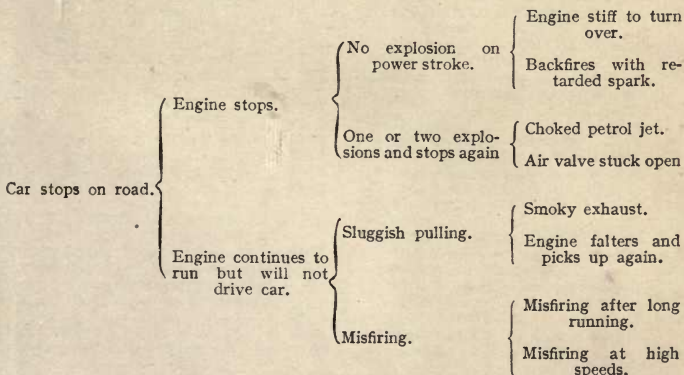 Car stops on road.
Engine stops.
No explosion on
power stroke.
Engine stiff to turn
over.
Backfires with re-
tarded spark.
One or two explo-
sions and stops again
Choked petrol jet.
Air valve stuck open
Engine continues to
run but will not
drive car.
Sluggish pulling.
Smoky exhaust.
Engine falters and
picks up again.
Misfiring.
Misfiring after long
running.
Misfiring at high
speeds.